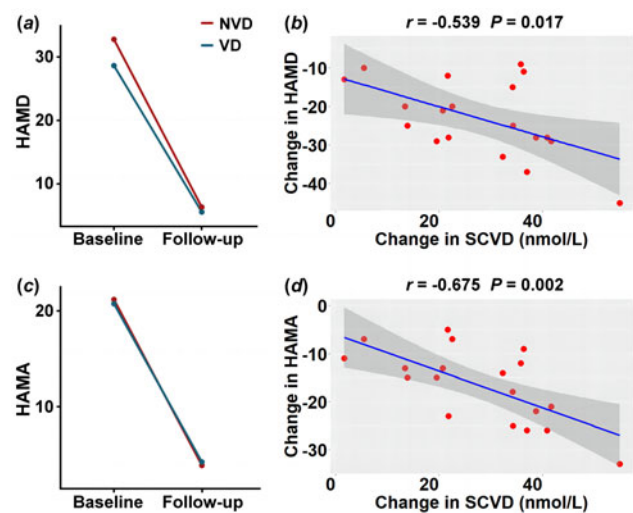 (a)
NVD
VD
HAMD
30
20
10
Baseline Follow-up
(b)
r = -0.539 P = 0.017
Change in HAMD
-10
-20
-30
-40
0 20 40
Change in SCVD (nmol/L)
(c)
HAMA
20
10
Baseline Follow-up
(d)
r = -0.675 P = 0.002
Change in HAMA
0
-10
-20
-30
0 20 40
Change in SCVD (nmol/L)